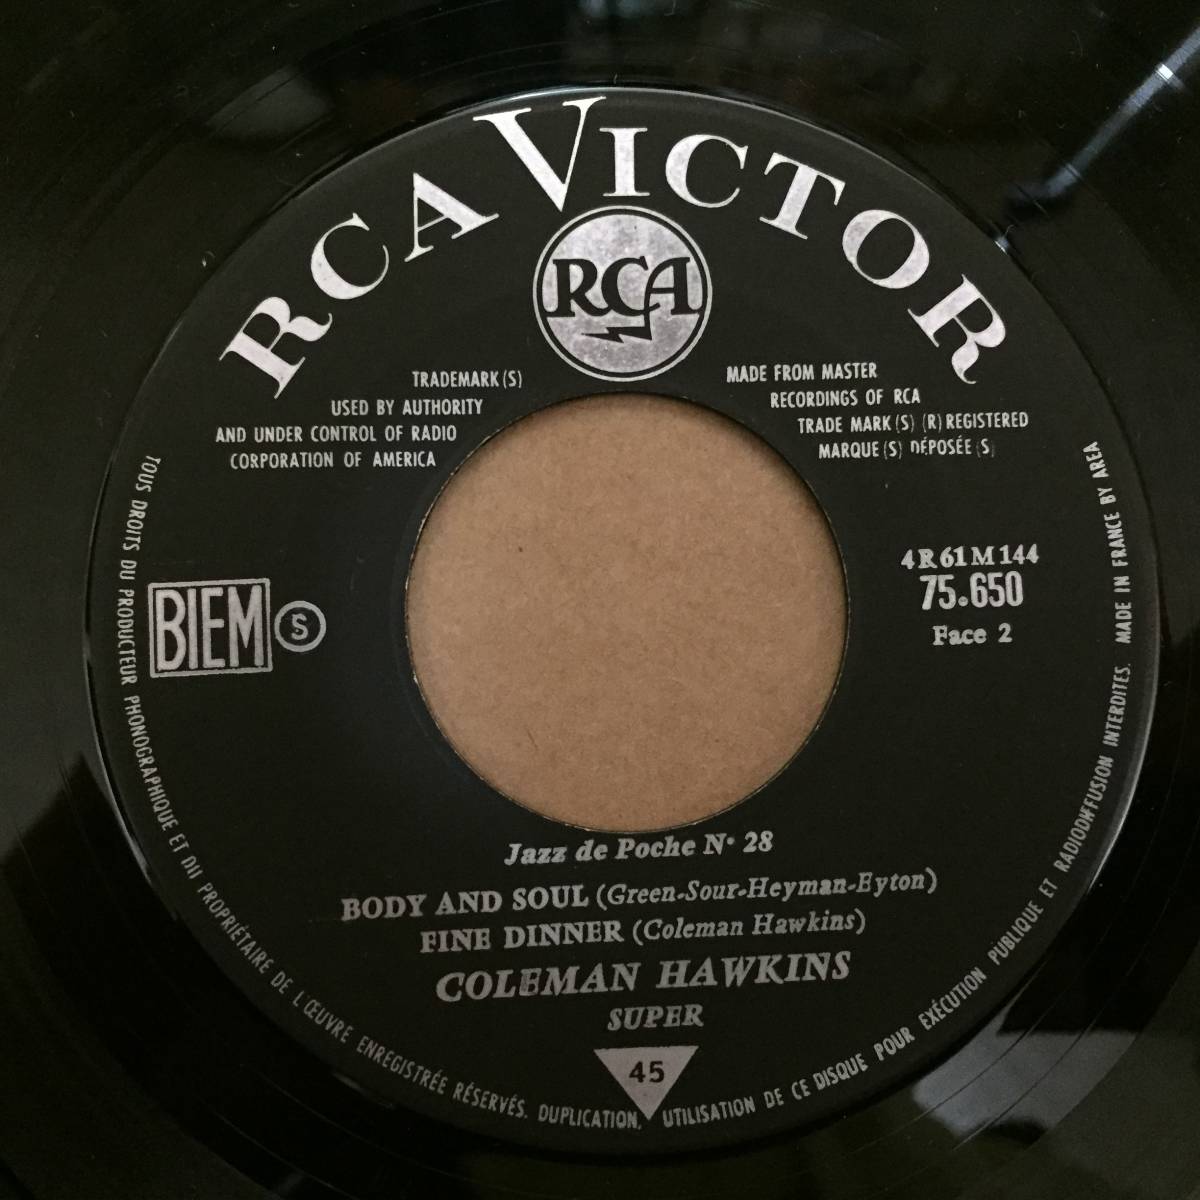 RCA VICTOR
RCA
TRADEMARK (S)
USED BY AUTHORITY
AND UNDER CONTROL OF RADIO
CORPORATION OF AMERICA
MADE FROM MASTER
RECORDINGS OF RCA
TRADE MARK (S) (R) REGISTERED
MARQUE (S) DÉPOSÉE (S)
BIEM S
4 R 61 M 144
75.650
Face 2
Jazz de Poche N• 28
BODY AND SOUL (Green-Sour-Heyman-Eyton)
FINE DINNER (Coleman Hawkins)
COLEMAN HAWKINS
SUPER
45
TOUS DROITS DU PRODUCTEUR PHONOGRAPHIQUE ET DU PROPRIÉTAIRE DE L'ŒUVRE ENREGISTRÉE RÉSERVÉS. DUPLICATION, UTILISATION DE CE DISQUE POUR EXÉCUTION PUBLIQUE ET RADIODIFFUSION INTERDITES. MADE IN FRANCE BY AREA